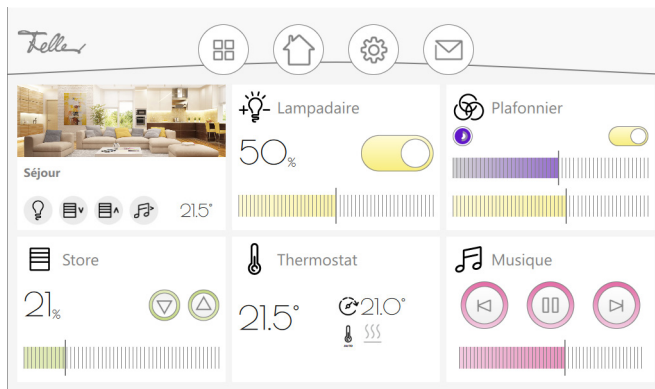 Feller
Lampadaire
50%
Plafonnier
Séjour
21.5°
Store
21%
Thermostat
21.5°
21.0°
Musique